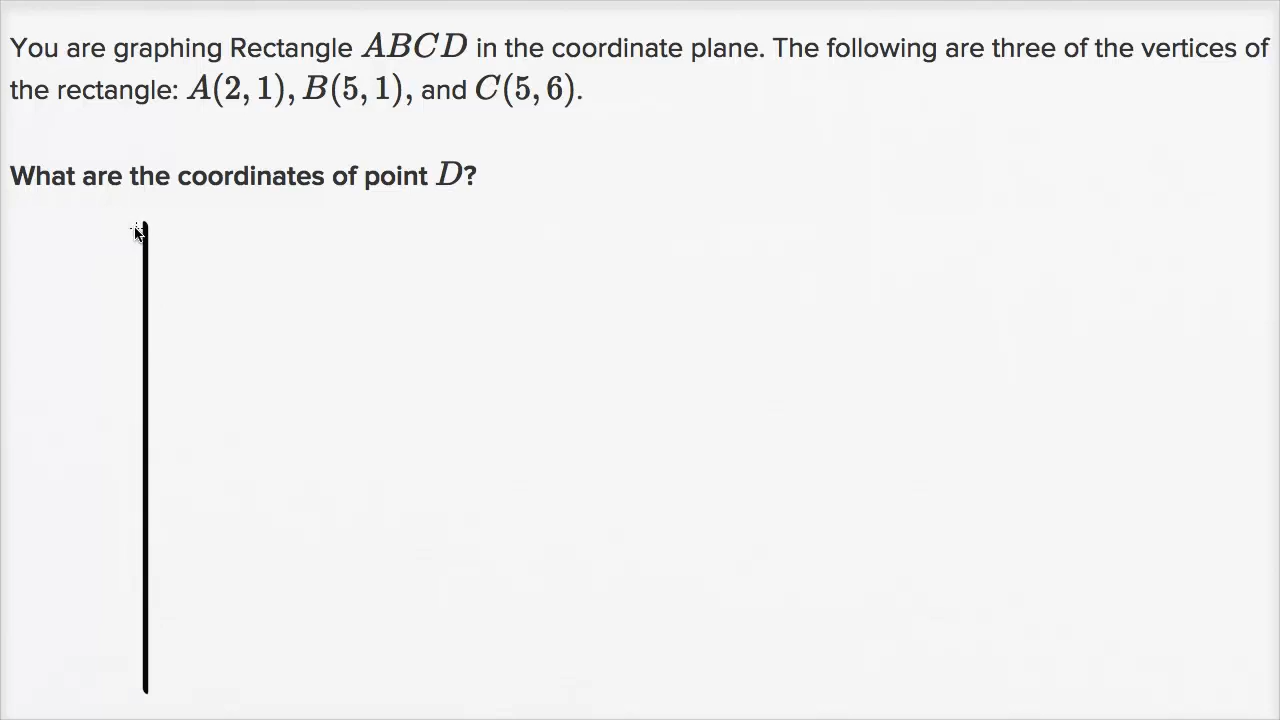 You are graphing Rectangle ABCD in the coordinate plane. The following are three of the vertices of
the rectangle: A(2, 1), B(5, 1), and C(5, 6).
What are the coordinates of point D?